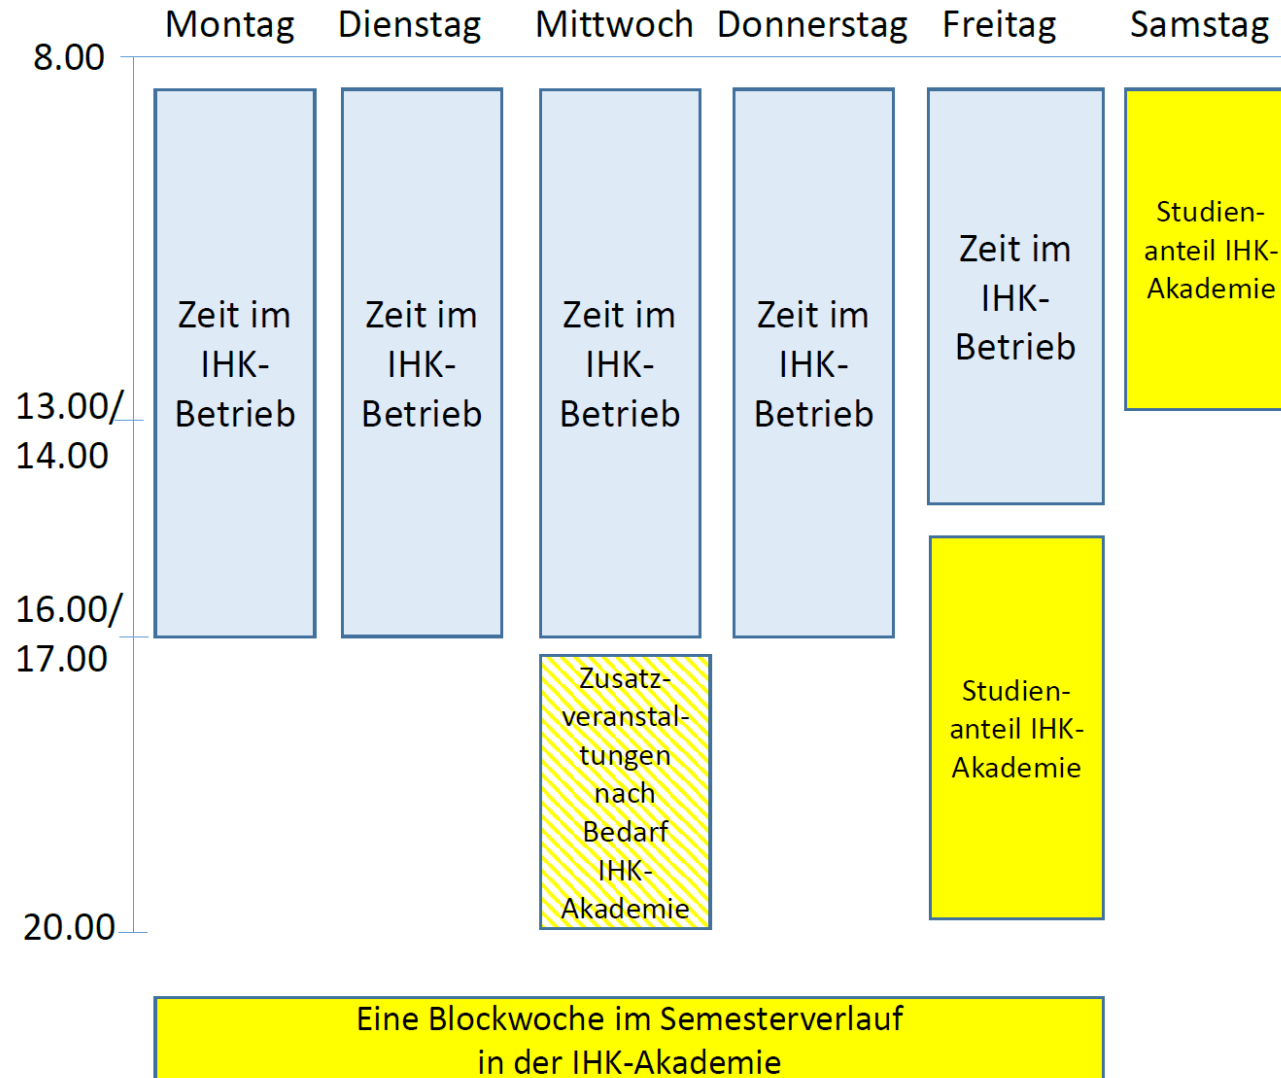 Montag Dienstag Mittwoch Donnerstag Freitag Samstag
8.00
Zeit im
IHK-
Betrieb
Zeit im
IHK-
Betrieb
Zeit im
IHK-
Betrieb
Zeit im
IHK-
Betrieb
Zeit im
IHK-
Betrieb
Studien-
anteil IHK-
Akademie
13.00/
14.00
16.00/
17.00
Zusatz-
veranstal-
tungen
nach
Bedarf
IHK-
Akademie
Studien-
anteil IHK-
Akademie
20.00
Eine Blockwoche im Semesterverlauf
in der IHK-Akademie